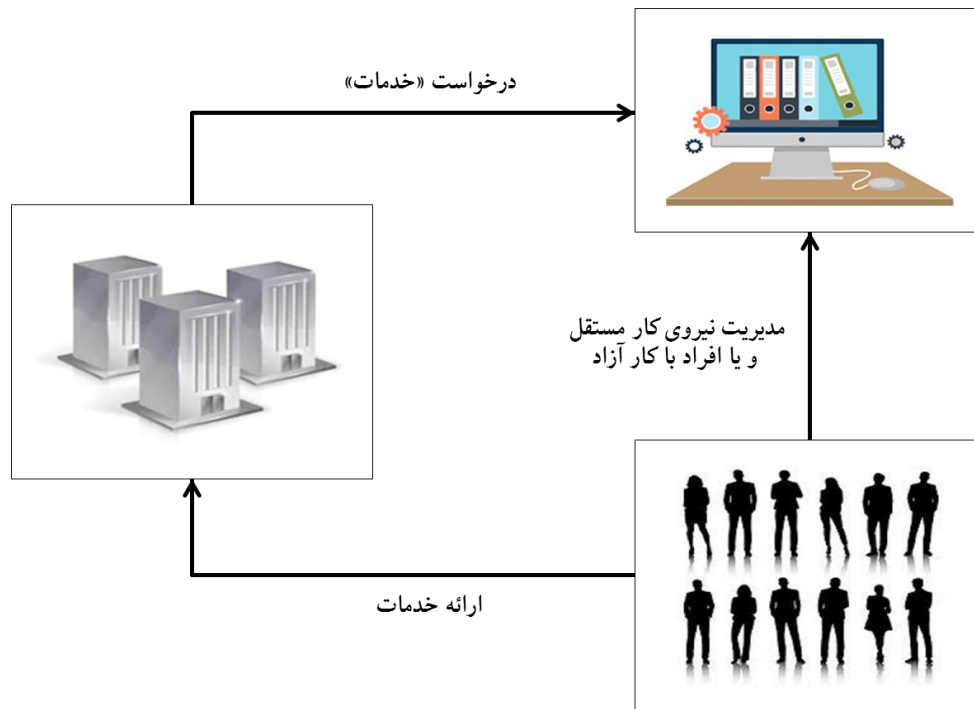 درخواست «خدمات»
مدیریت نیروی کار مستقل
و یا افراد با کار آزاد
ارائه خدمات